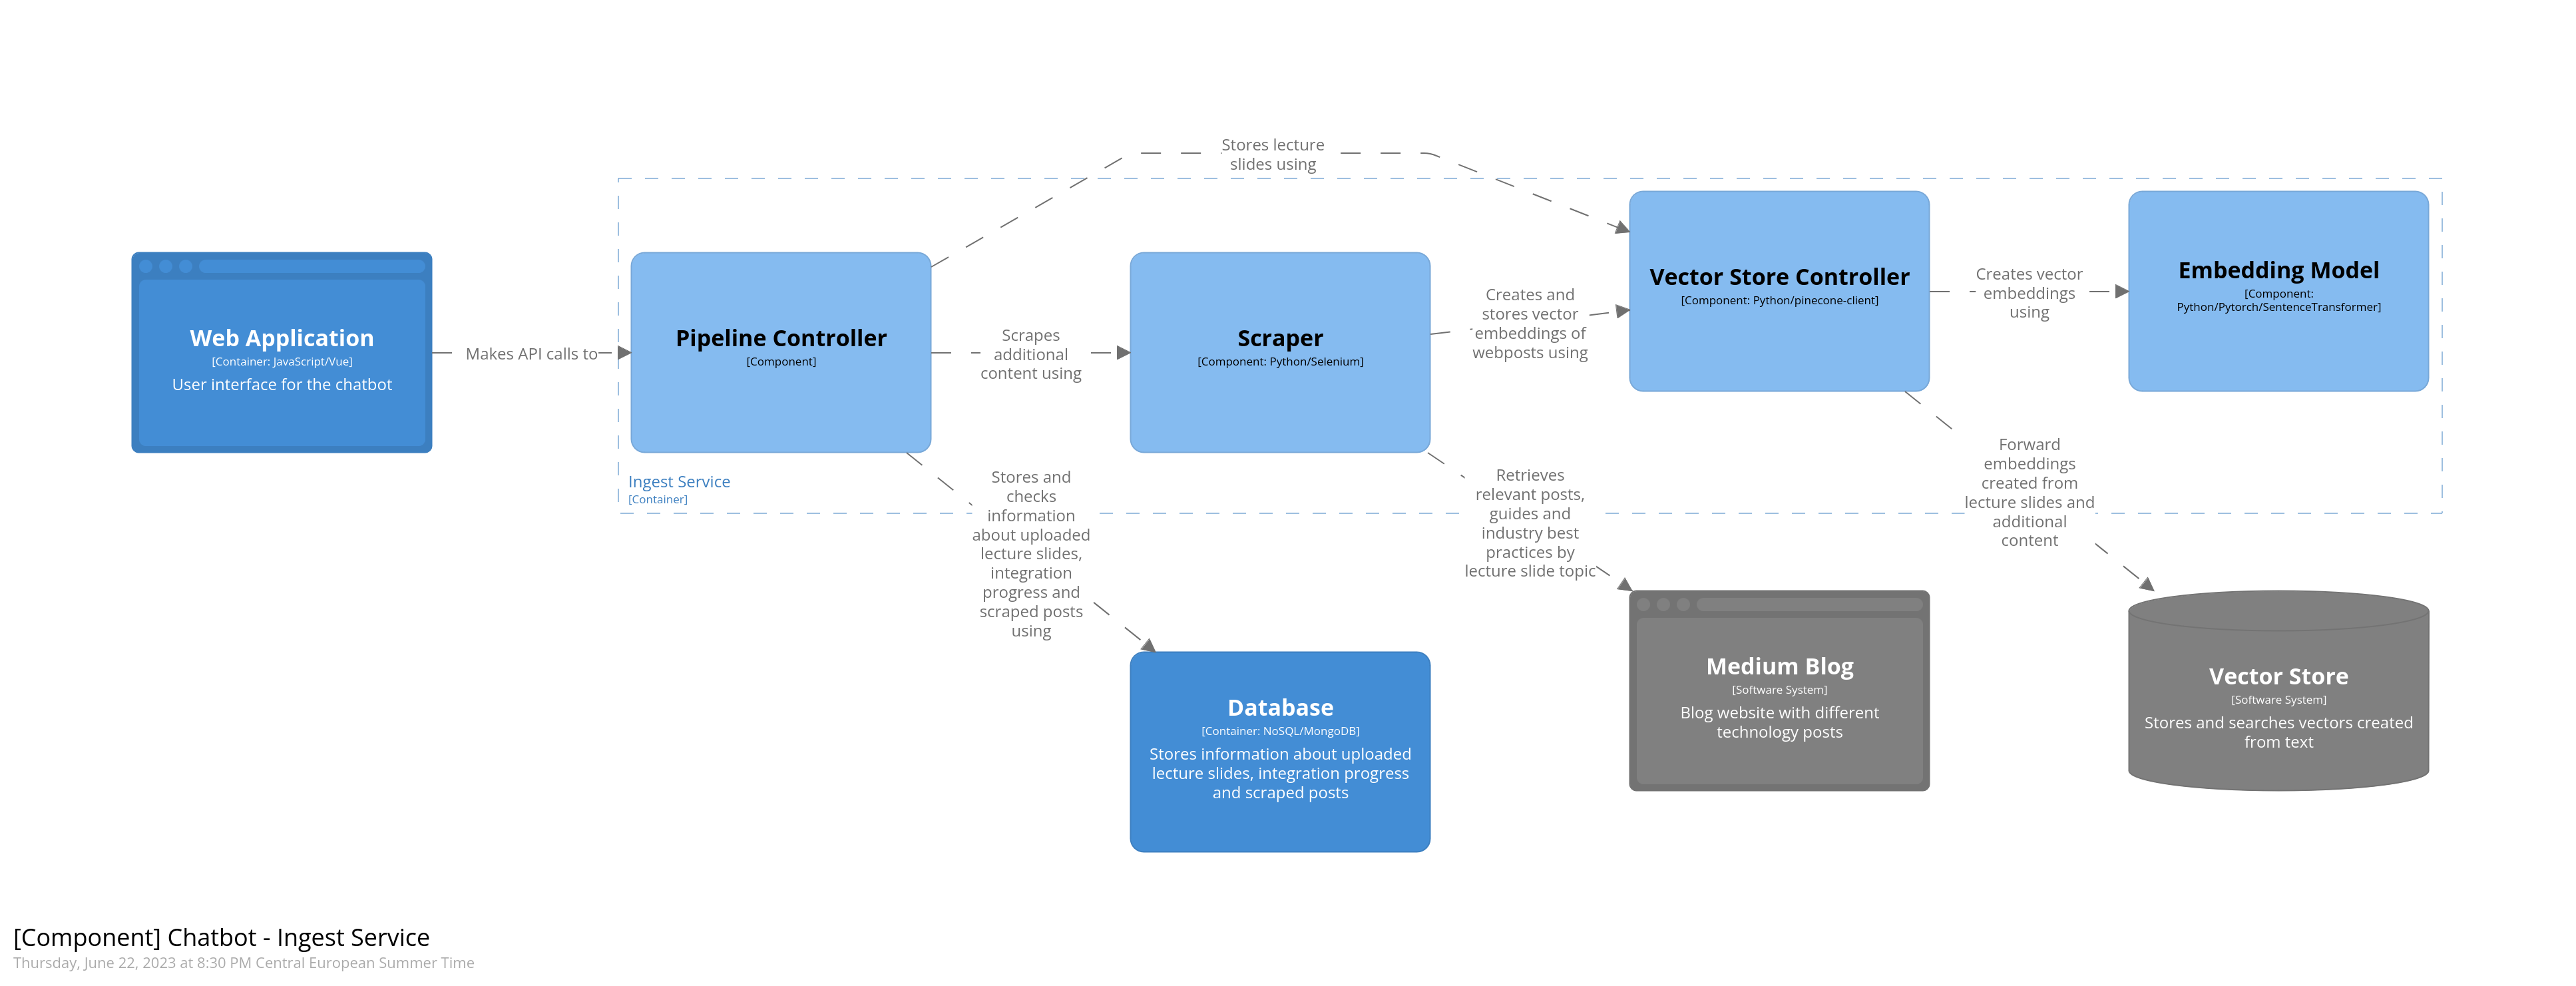 Stores lecture
slides using
Web Application
[Container: JavaScript/Vue]
User interface for the chatbot
Makes API calls to
Pipeline Controller
[Component]
Scrapes
additional
content using
Scraper
[Component: Python/Selenium]
Creates and
stores vector
embeddings of
webposts using
Vector Store Controller
[Component: Python/pinecone-client]
Creates vector
embeddings
using
Embedding Model
[Component:
Python/Pytorch/SentenceTransformer]
Ingest Service
[Container]
Stores and
checks
information
about uploaded
lecture slides,
integration
progress and
scraped posts
using
Retrieves
relevant posts,
guides and
industry best
practices by
lecture slide topic
Forward
embeddings
created from
lecture slides and
additional
content
Database
[Container: NoSQL/MongoDB]
Stores information about uploaded
lecture slides, integration progress
and scraped posts
Medium Blog
[Software System]
Blog website with different
technology posts
Vector Store
[Software System]
Stores and searches vectors created
from text
[Component] Chatbot - Ingest Service
Thursday, June 22, 2023 at 8:30 PM Central European Summer Time